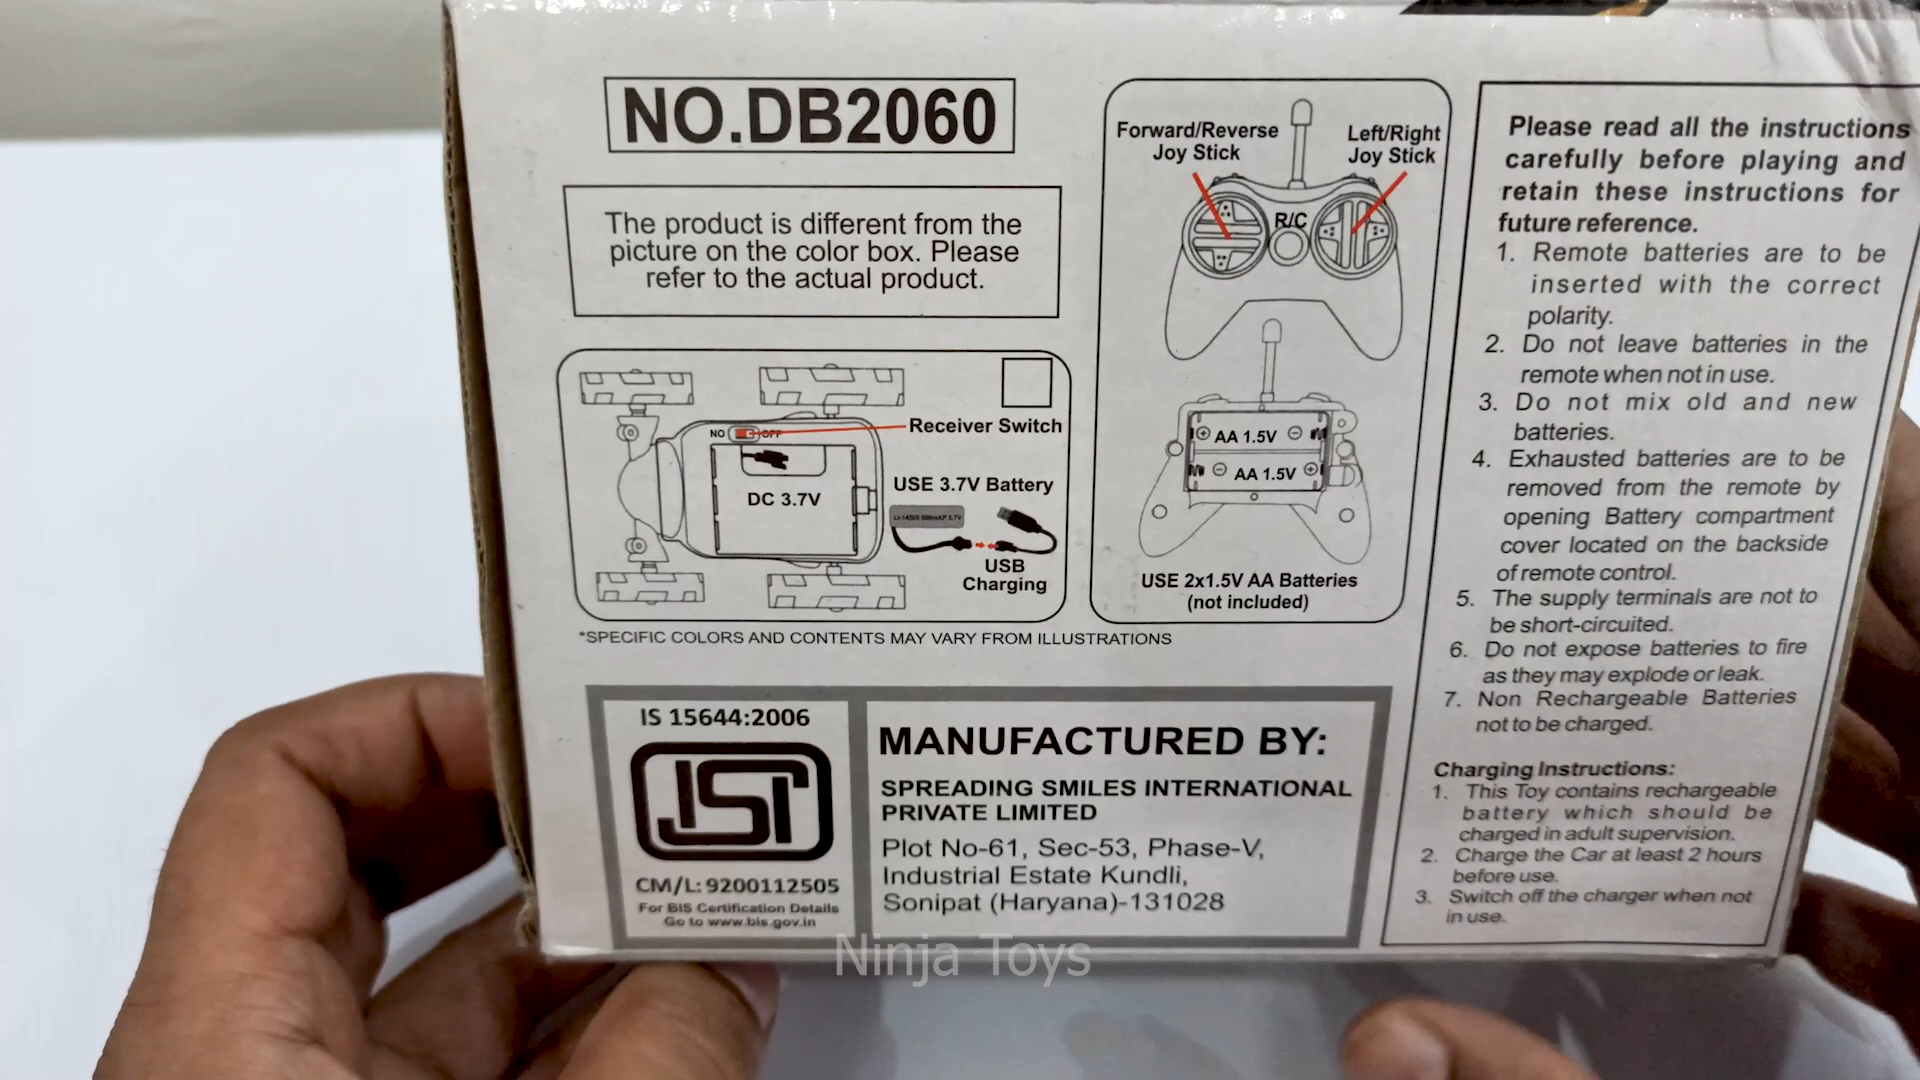 NO.DB2060
The product is different from the
picture on the color box. Please
refer to the actual product.
NO OFF
Receiver Switch
DC 3.7V
USE 3.7V Battery
Li-14500 500mAP 3.7V
USB
Charging
*SPECIFIC COLORS AND CONTENTS MAY VARY FROM ILLUSTRATIONS
Forward/Reverse
Joy Stick
Left/Right
Joy Stick
R/C
AA 1.5V
AA 1.5V
USE 2x1.5V AA Batteries
(not included)
Please read all the instructions
carefully before playing and
retain these instructions for
future reference.
1. Remote batteries are to be
inserted with the correct
polarity.
2. Do not leave batteries in the
remote when not in use.
3. Do not mix old and new
batteries.
4. Exhausted batteries are to be
removed from the remote by
opening Battery compartment
cover located on the backside
of remote control.
5. The supply terminals are not to
be short-circuited.
6. Do not expose batteries to fire
as they may explode or leak.
7. Non Rechargeable Batteries
not to be charged.
Charging Instructions:
1. This Toy contains rechargeable
battery which should be
charged in adult supervision.
2. Charge the Car at least 2 hours
before use.
3. Switch off the charger when not
in use.
IS 15644:2006
ISI
CM/L: 9200112505
For BIS Certification Details
Go to www.bis.gov.in
MANUFACTURED BY:
SPREADING SMILES INTERNATIONAL
PRIVATE LIMITED
Plot No-61, Sec-53, Phase-V,
Industrial Estate Kundli,
Sonipat (Haryana)-131028
Ninja Toys